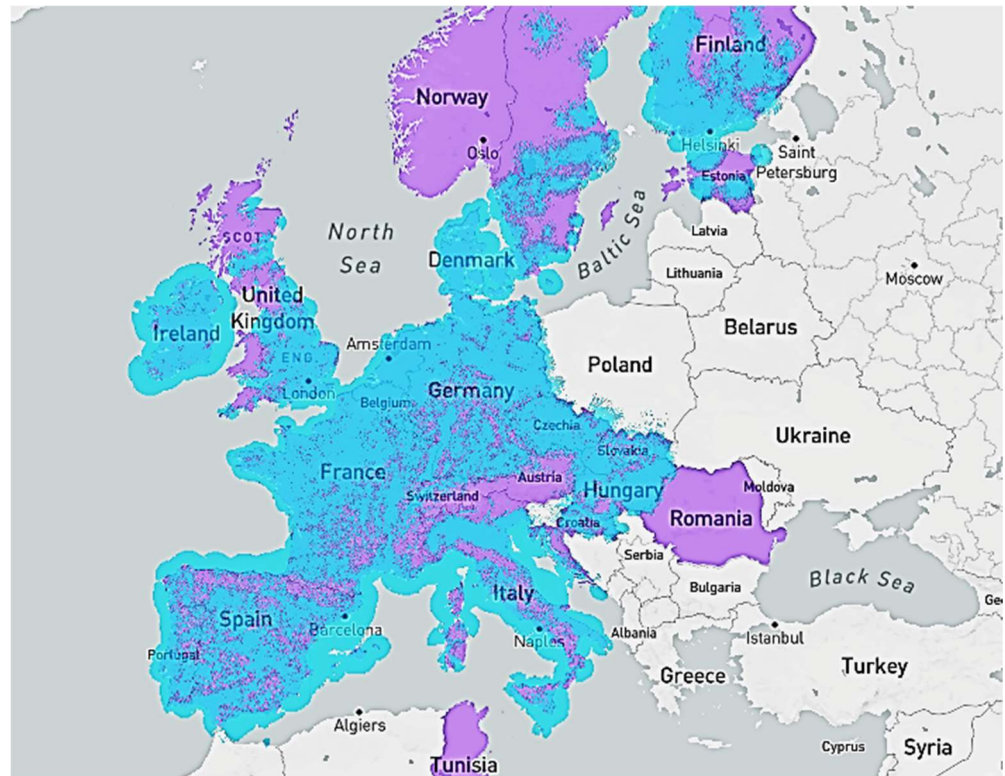 Finland
Norway
Oslo
Helsinki
Saint
Petersburg
Estonia
SCOT.
North
Sea
Baltic Sea
Latvia
Denmark
Lithuania
Moscow
United
Kingdom
Ireland
Belarus
Amsterdam
ENG.
Poland
London
Belgium
Germany
Czechia
Ukraine
Slovakia
France
Austria
Switzerland
Hungary
Moldova
Croatia
Romania
Serbia
Black Sea
Bulgaria
Italy
Spain
Barcelona
Albania
Istanbul
Naples
Portugal
Greece
Turkey
Algiers
Cyprus
Syria
Tunisia